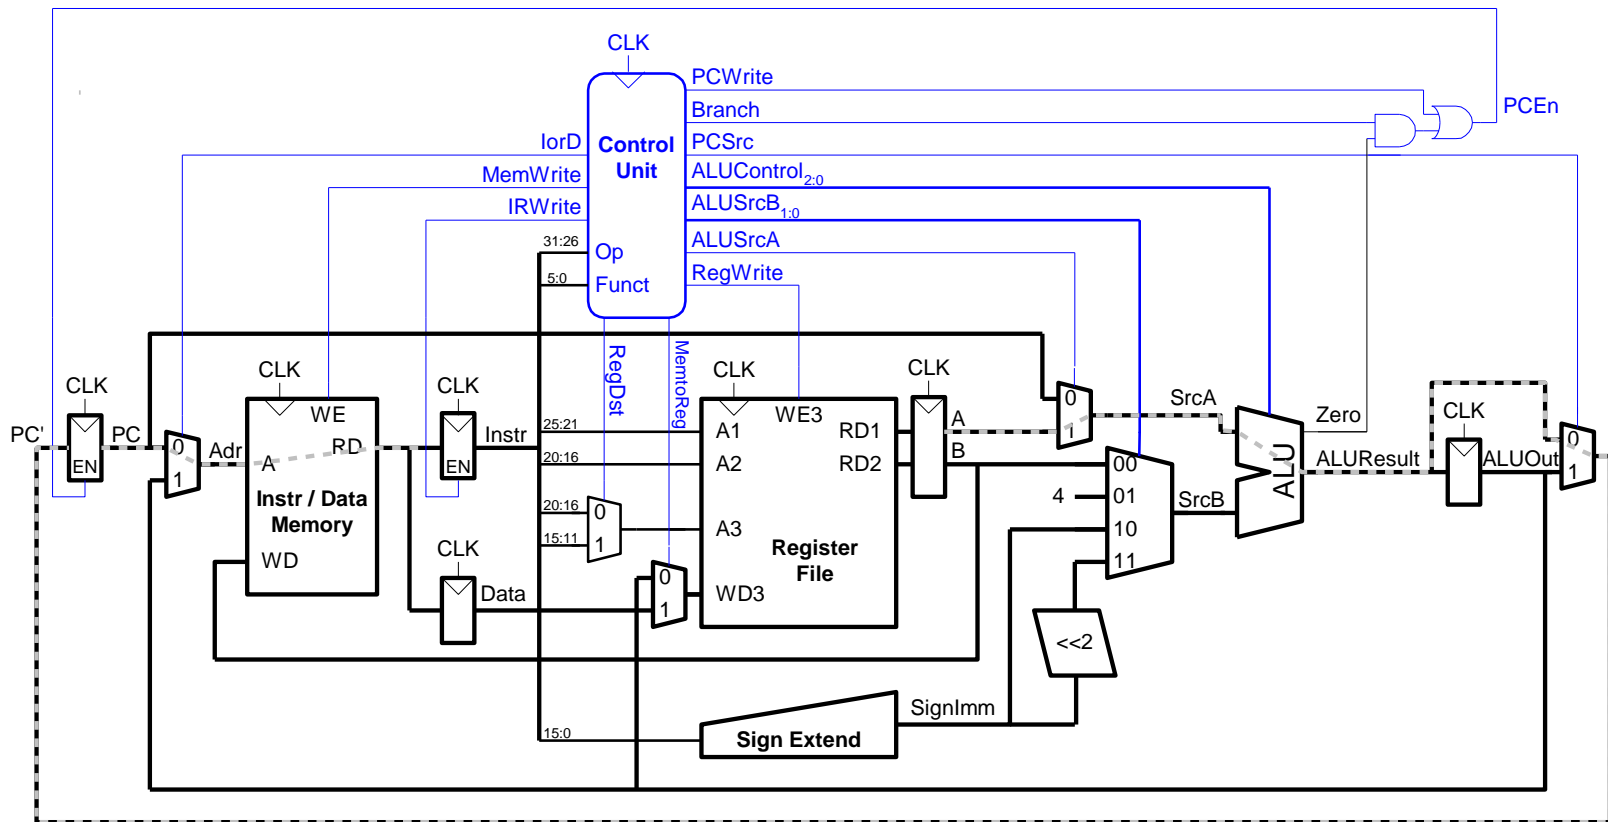 CLK
PCWrite
Branch
PCEn
IorD
Control
Unit
PCSrc
MemWrite
ALUControl2:0
IRWrite
ALUSrcB1:0
31:26
Op
ALUSrcA
5:0
Funct
RegWrite
RegDst
MemtoReg
CLK
CLK
CLK
CLK
CLK
PC'
PC
EN
0
1
Adr
WE
A
RD
Instr / Data
Memory
WD
EN
Instr
25:21
20:16
20:16
15:11
0
1
CLK
Data
0
1
WE3
A1
A2
A3
WD3
RD1
RD2
Register
File
A
B
0
1
SrcA
4
00
01
10
11
SrcB
<<2
ALU
Zero
ALUResult
CLK
ALUOut
0
1
SignImm
15:0
Sign Extend